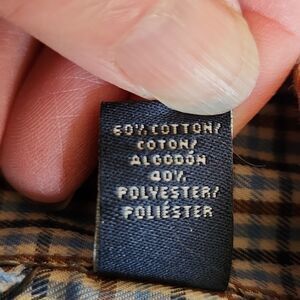 60% COTTON/
COTON/
ALGODÓN
40%
POLYESTER/
POLIÉSTER